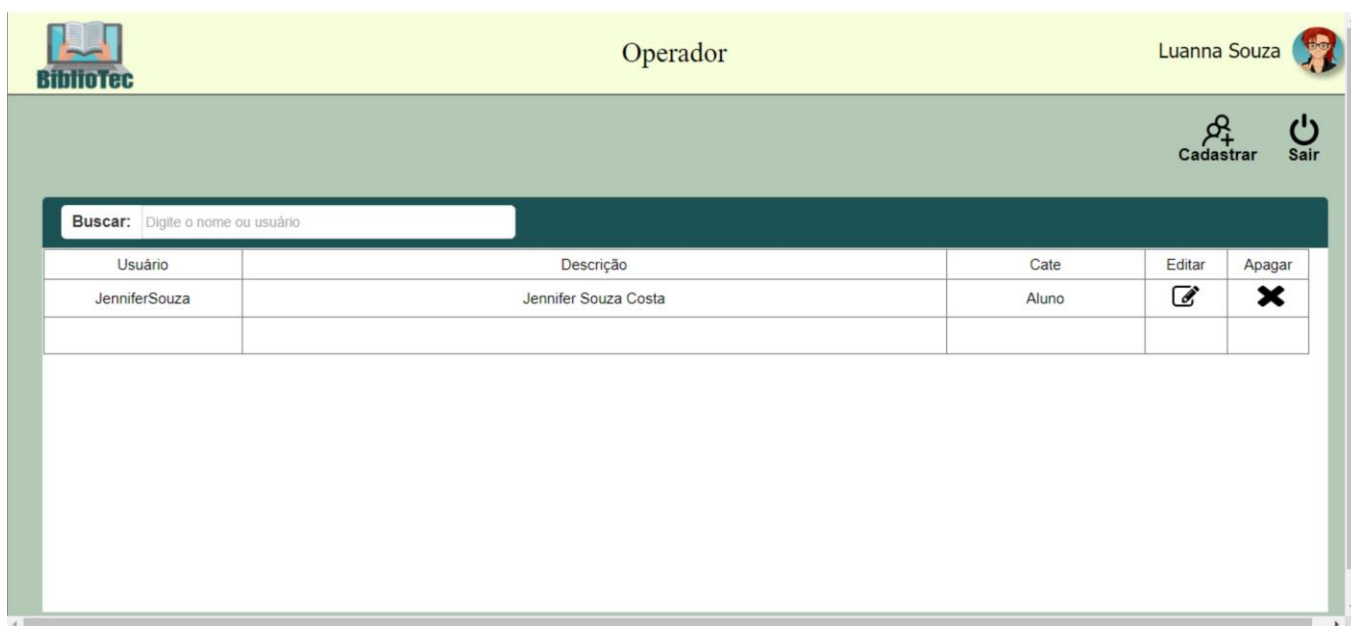 BiblioTec
Operador
Luanna Souza
Cadastrar
Sair
Buscar: Digite o nome ou usuário
Usuário Descrição Cate Editar Apagar
JenniferSouza Jennifer Souza Costa Aluno